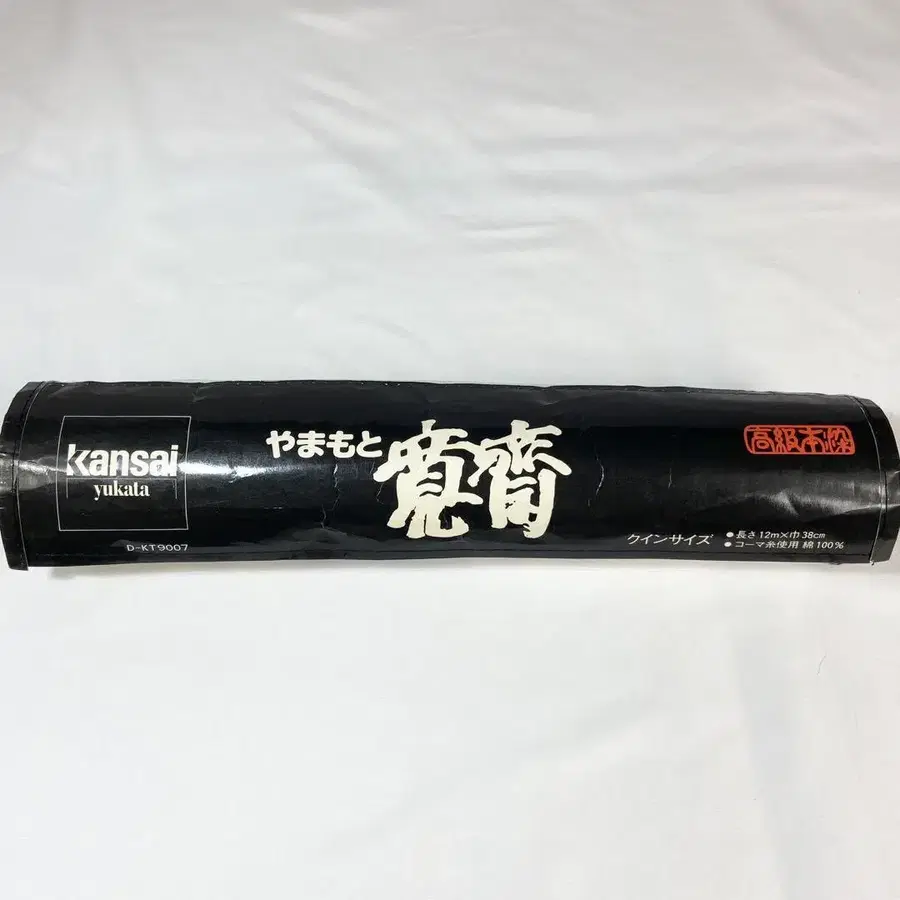 Kansai
yukata
D-KT9007
やまもと
寛齋
高級本染
クインサイズ
●長さ12m×巾38cm
●コーマ糸使用 綿100%